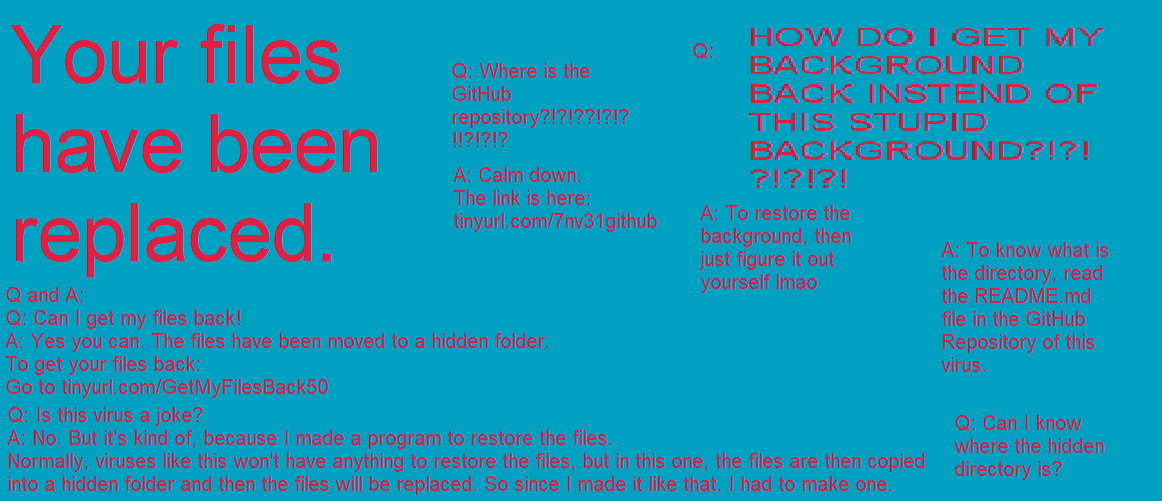 Your files
have been
replaced.
Q and A:
Q: Can I get my files back!
A: Yes you can. The files have been moved to a hidden folder.
To get your files back:
Go to tinyurl.com/GetMyFilesBack50
Q: Is this virus a joke?
A: No. But it's kind of, because I made a program to restore the files.
Normally, viruses like this won't have anything to restore the files, but in this one, the files are then copied
into a hidden folder and then the files will be replaced. So since I made it like that. I had to make one.
Q: Where is the
GitHub
repository?!?!??!?!?
!!?!?!?
A: Calm down.
The link is here:
tinyurl.com/7nv31github
Q:
HOW DO I GET MY
BACKGROUND
BACK INSTEND OF
THIS STUPID
BACKGROUND?!?!
?!?!?!
A: To restore the
background, then
just figure it out
yourself lmao
Q: Can I know
where the hidden
directory is?
A: To know what is
the directory, read
the README.md
file in the GitHub
Repository of this
virus.